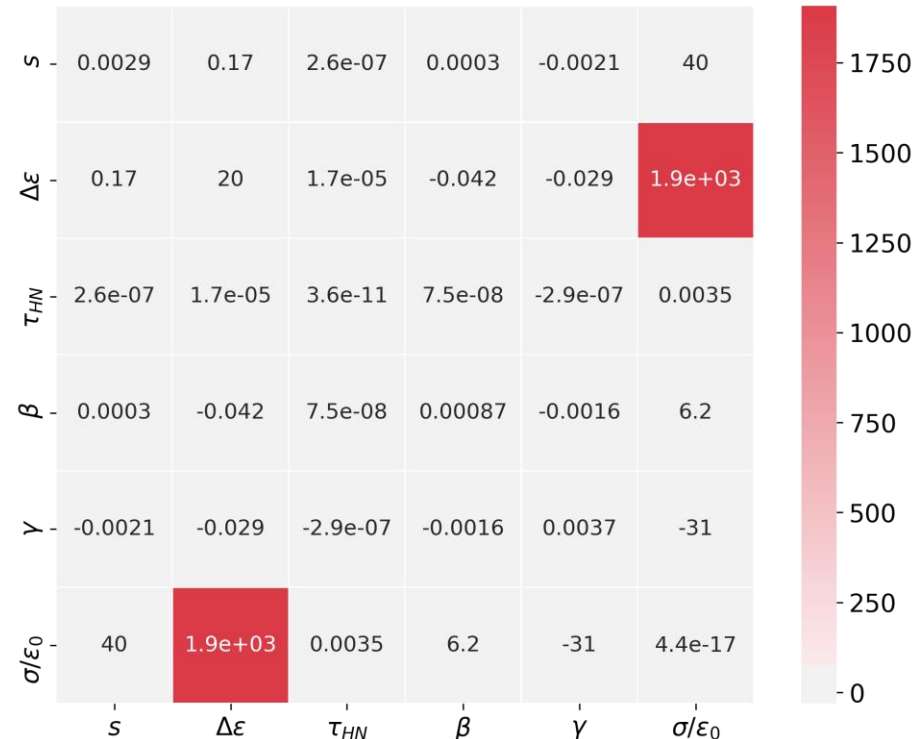 s 0.0029 0.17 2.6e-07 0.0003 -0.0021 40
Δε 0.17 20 1.7e-05 -0.042 -0.029 1.9e+03
τ_HN 2.6e-07 1.7e-05 3.6e-11 7.5e-08 -2.9e-07 0.0035
β 0.0003 -0.042 7.5e-08 0.00087 -0.0016 6.2
γ -0.0021 -0.029 -2.9e-07 -0.0016 0.0037 -31
σ/ε₀ 40 1.9e+03 0.0035 6.2 -31 4.4e-17
s Δε τ_HN β γ σ/ε₀
1750
1500
1250
1000
750
500
250
0